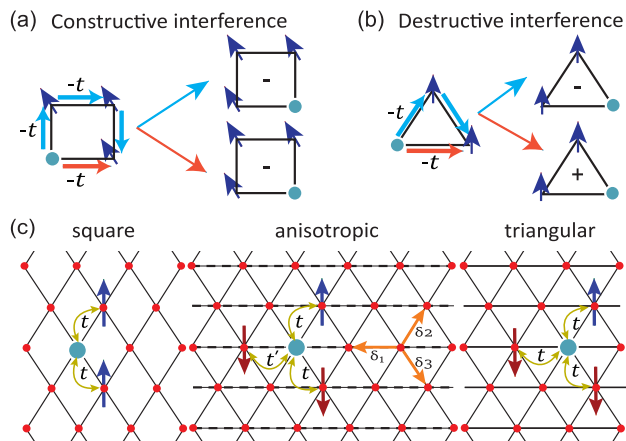 (a) Constructive interference
-t
-t
-t
-
-
(b) Destructive interference
-t
-t
-
+
(c) square anisotropic triangular
t
t
t
t'
t
δ1
δ2
δ3
t
t
t